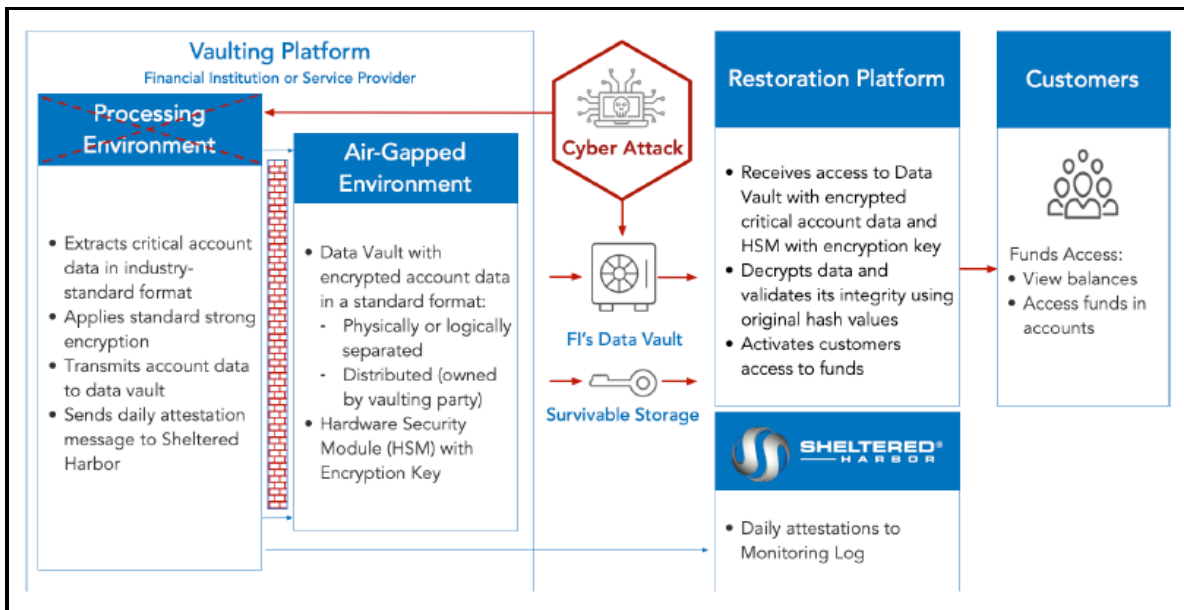 Vaulting Platform
Financial Institution or Service Provider
Processing
Environment
• Extracts critical account
data in industry-
standard format
• Applies standard strong
encryption
• Transmits account data
to data vault
• Sends daily attestation
message to Sheltered
Harbor
Air-Gapped
Environment
• Data Vault with
encrypted account data
in a standard format:
- Physically or logically
separated
- Distributed (owned
by vaulting party)
• Hardware Security
Module (HSM) with
Encryption Key
Cyber Attack
FI's Data Vault
Survivable Storage
Restoration Platform
• Receives access to Data
Vault with encrypted
critical account data and
HSM with encryption key
• Decrypts data and
validates its integrity using
original hash values
• Activates customers
access to funds
SHELTERED®
HARBOR
• Daily attestations to
Monitoring Log
Customers
Funds Access:
• View balances
• Access funds in
accounts